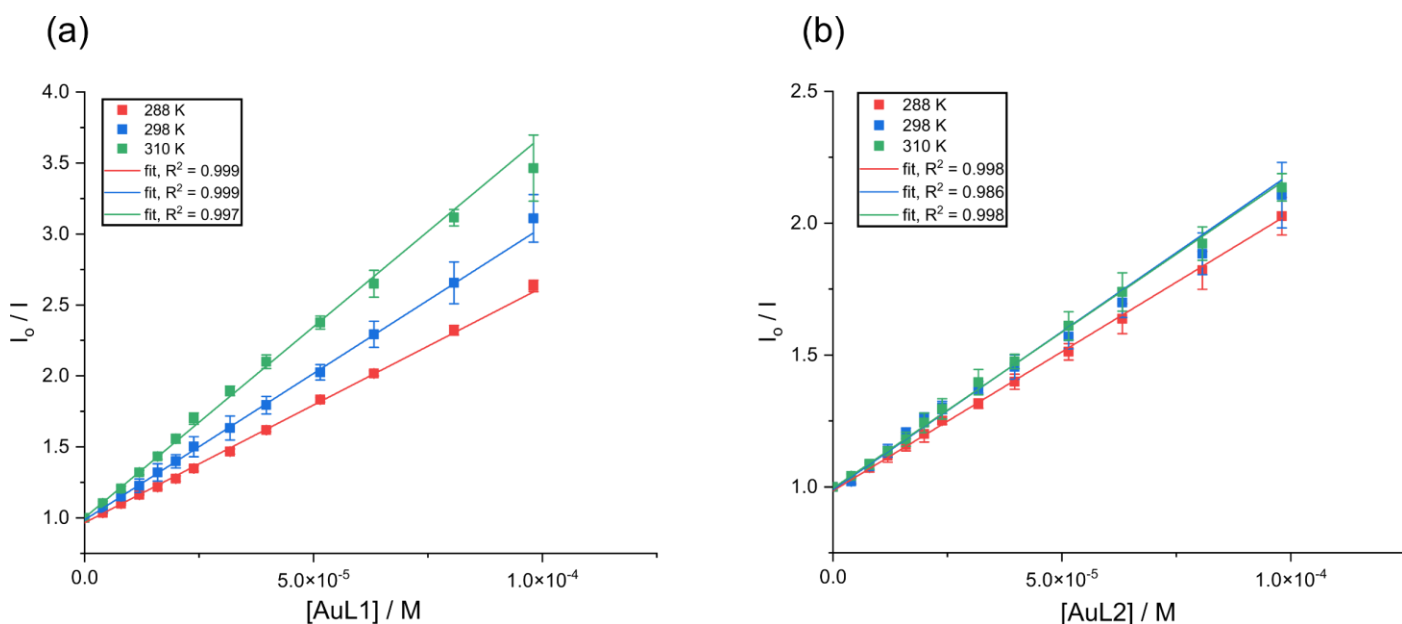 (a)
288 K
298 K
310 K
fit, R² = 0.999
fit, R² = 0.999
fit, R² = 0.997
4.0
3.5
3.0
2.5
2.0
1.5
1.0
Iₒ / I
0.0
5.0×10⁻⁵
1.0×10⁻⁴
[AuL1] / M
(b)
288 K
298 K
310 K
fit, R² = 0.998
fit, R² = 0.986
fit, R² = 0.998
2.5
2.0
1.5
1.0
Iₒ / I
0.0
5.0×10⁻⁵
1.0×10⁻⁴
[AuL2] / M